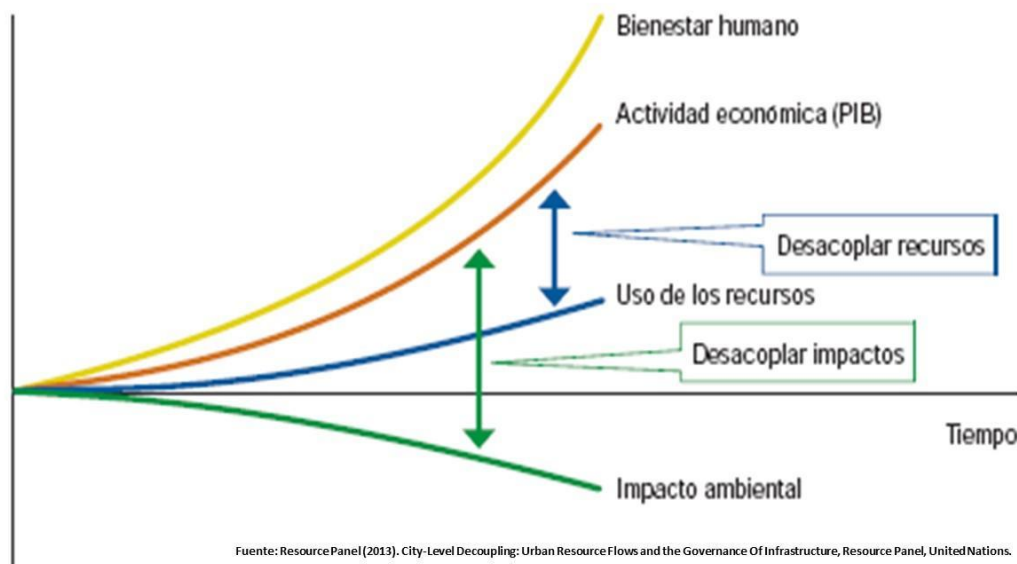 Bienestar humano
Actividad económica (PIB)
Desacoplar recursos
Uso de los recursos
Desacoplar impactos
Tiempo
Impacto ambiental
Fuente: Resource Panel (2013). City-Level Decoupling: Urban Resource Flows and the Governance Of Infrastructure, Resource Panel, United Nations.